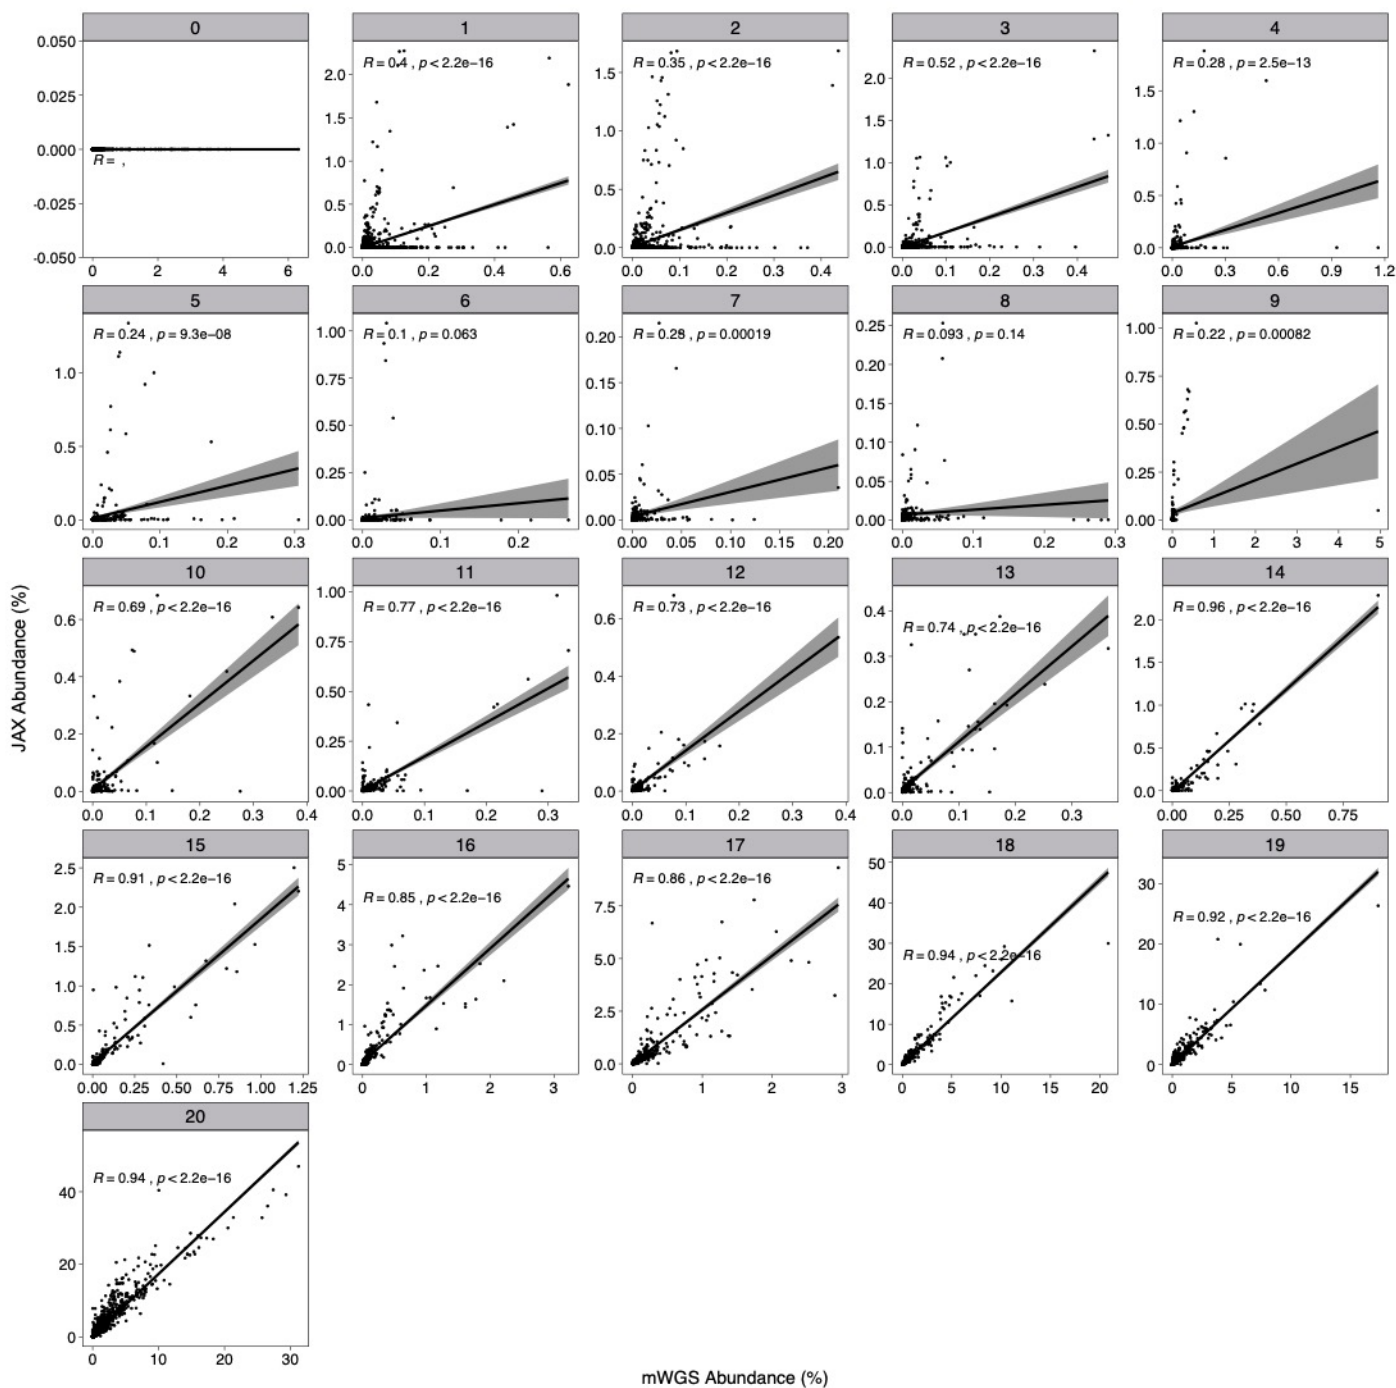 0 1 2 3 4
0.050 0.025 0.000 -0.025 -0.050
R = ,
0 2 4 6
2.0 1.5 1.0 0.5 0.0
R = 0.4 , p < 2.2e−16
0.0 0.2 0.4 0.6
1.5 1.0 0.5 0.0
R = 0.35 , p < 2.2e−16
0.0 0.1 0.2 0.3 0.4
2.0 1.5 1.0 0.5 0.0
R = 0.52 , p < 2.2e−16
0.0 0.2 0.4
1.5 1.0 0.5 0.0
R = 0.28 , p = 2.5e−13
0.0 0.3 0.6 0.9 1.2
5 6 7 8 9
1.0 0.5 0.0
R = 0.24 , p = 9.3e−08
0.0 0.1 0.2 0.3
1.00 0.75 0.50 0.25 0.00
R = 0.1 , p = 0.063
0.0 0.1 0.2
0.20 0.15 0.10 0.05 0.00
R = 0.28 , p = 0.00019
0.00 0.05 0.10 0.15 0.20
0.25 0.20 0.15 0.10 0.05 0.00
R = 0.093 , p = 0.14
0.0 0.1 0.2 0.3
1.00 0.75 0.50 0.25 0.00
R = 0.22 , p = 0.00082
0 1 2 3 4 5
10 11 12 13 14
0.6 0.4 0.2 0.0
R = 0.69 , p < 2.2e−16
0.0 0.1 0.2 0.3 0.4
1.00 0.75 0.50 0.25 0.00
R = 0.77 , p < 2.2e−16
0.0 0.1 0.2 0.3
0.6 0.4 0.2 0.0
R = 0.73 , p < 2.2e−16
0.0 0.1 0.2 0.3 0.4
0.4 0.3 0.2 0.1 0.0
R = 0.74 , p < 2.2e−16
0.0 0.1 0.2 0.3
2.0 1.5 1.0 0.5 0.0
R = 0.96 , p < 2.2e−16
0.00 0.25 0.50 0.75
15 16 17 18 19
2.5 2.0 1.5 1.0 0.5 0.0
R = 0.91 , p < 2.2e−16
0.00 0.25 0.50 0.75 1.00 1.25
5 4 3 2 1 0
R = 0.85 , p < 2.2e−16
0 1 2 3
7.5 5.0 2.5 0.0
R = 0.86 , p < 2.2e−16
0 1 2 3
50 40 30 20 10 0
R = 0.94 , p < 2.2e−16
0 5 10 15 20
30 20 10 0
R = 0.92 , p < 2.2e−16
0 5 10 15
20
40 20 0
R = 0.94 , p < 2.2e−16
0 10 20 30
JAX Abundance (%)
mWGS Abundance (%)